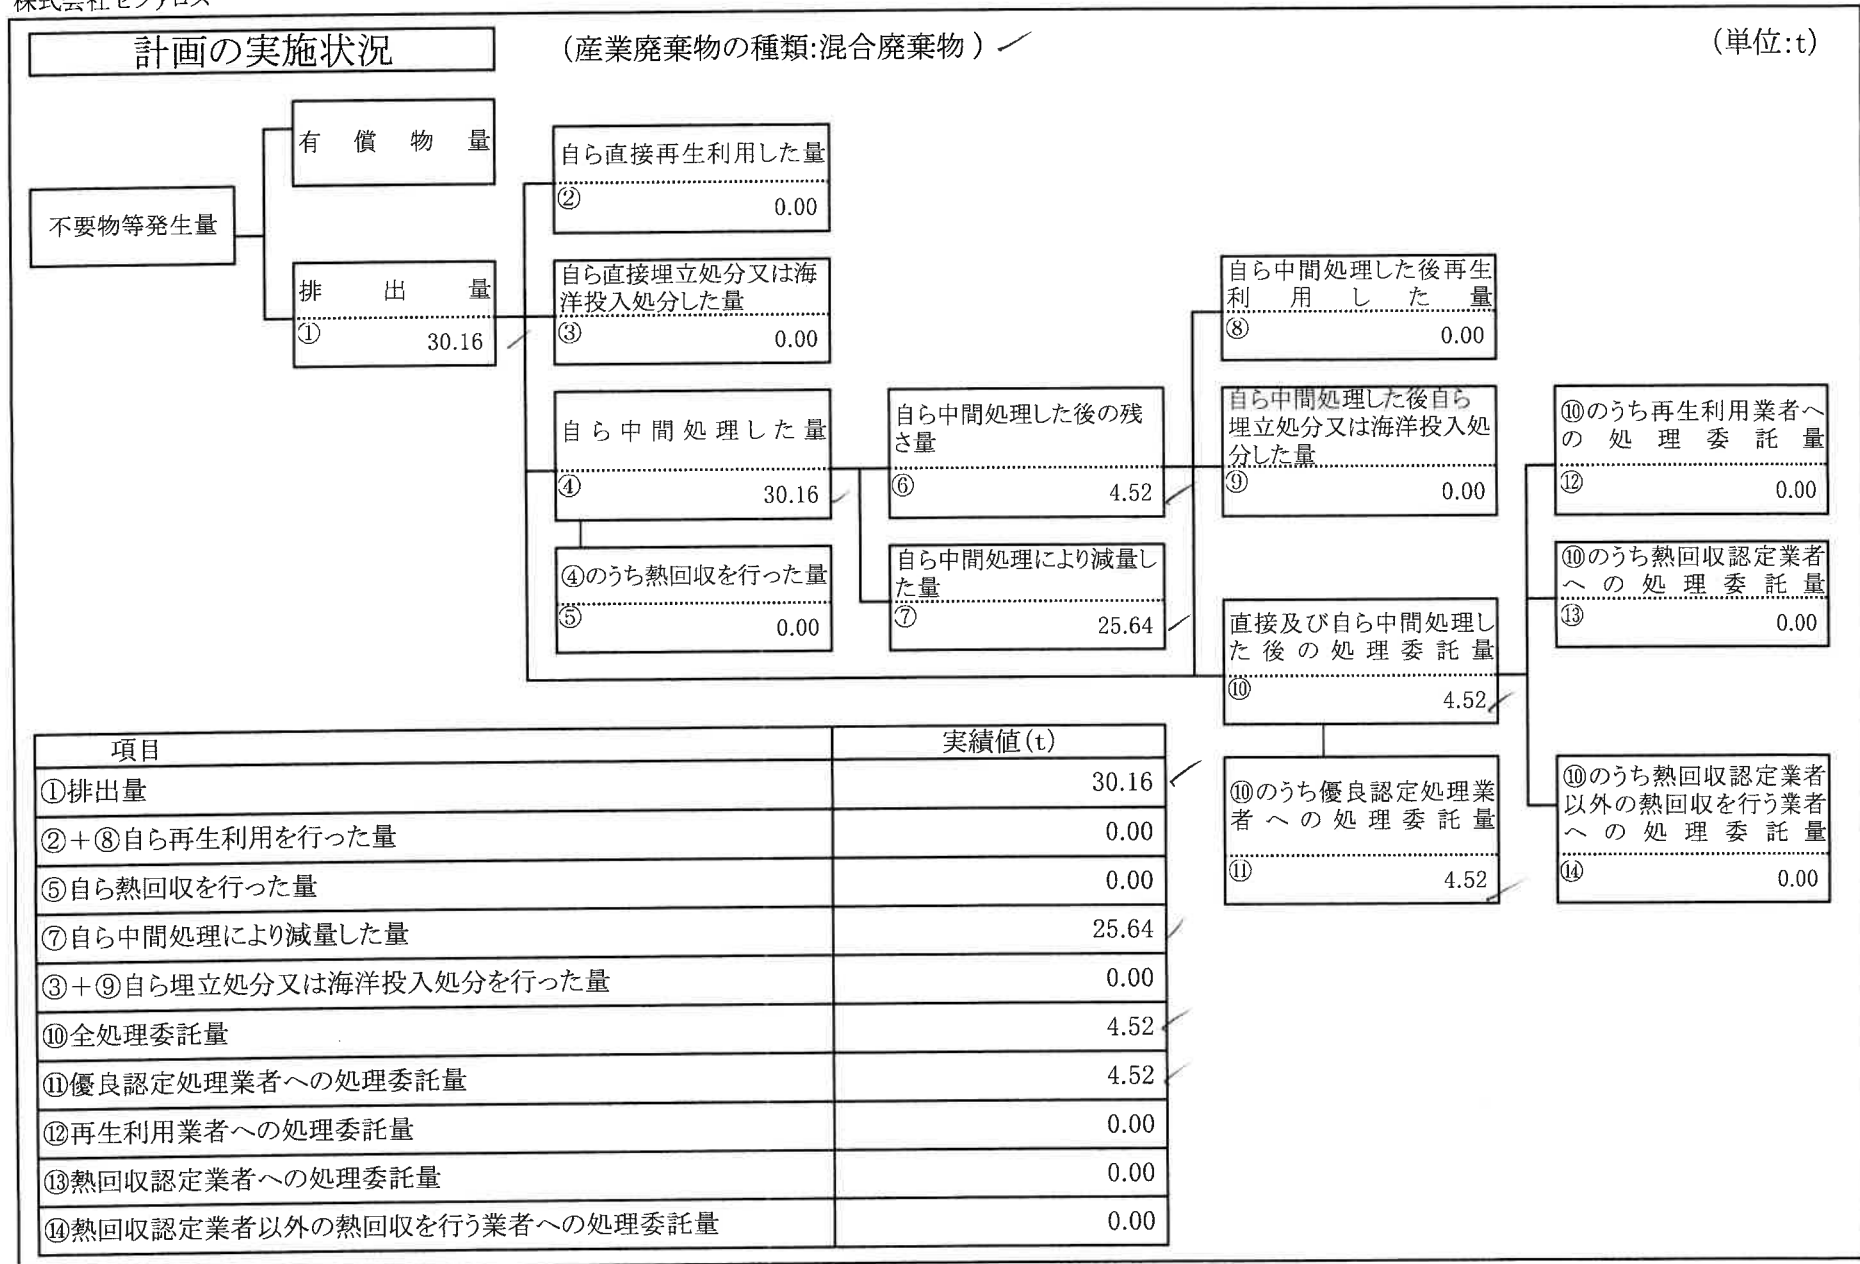 計画の実施状況
(産業廃棄物の種類:混合廃棄物)
(単位:t)
不要物等発生量
有償物量
排出量
① 30.16
自ら直接再生利用した量
② 0.00
自ら直接埋立処分又は海
洋投入処分した量
③ 0.00
自ら中間処理した量
④ 30.16
④のうち熱回収を行った量
⑤ 0.00
自ら中間処理した後の残
さ量
⑥ 4.52
自ら中間処理により減量し
た量
⑦ 25.64
自ら中間処理した後再生
利用した量
⑧ 0.00
自ら中間処理した後自ら
埋立処分又は海洋投入処
分した量
⑨ 0.00
直接及び自ら中間処理し
た後の処理委託量
⑩ 4.52
⑩のうち優良認定処理業
者への処理委託量
⑪ 4.52
⑩のうち再生利用業者へ
の処理委託量
⑫ 0.00
⑩のうち熱回収認定業者
への処理委託量
⑬ 0.00
⑩のうち熱回収認定業者
以外の熱回収を行う業者
への処理委託量
⑭ 0.00
項目 実績値(t)
①排出量 30.16
②+⑧自ら再生利用を行った量 0.00
⑤自ら熱回収を行った量 0.00
⑦自ら中間処理により減量した量 25.64
③+⑨自ら埋立処分又は海洋投入処分を行った量 0.00
⑩全処理委託量 4.52
⑪優良認定処理業者への処理委託量 4.52
⑫再生利用業者への処理委託量 0.00
⑬熱回収認定業者への処理委託量 0.00
⑭熱回収認定業者以外の熱回収を行う業者への処理委託量 0.00